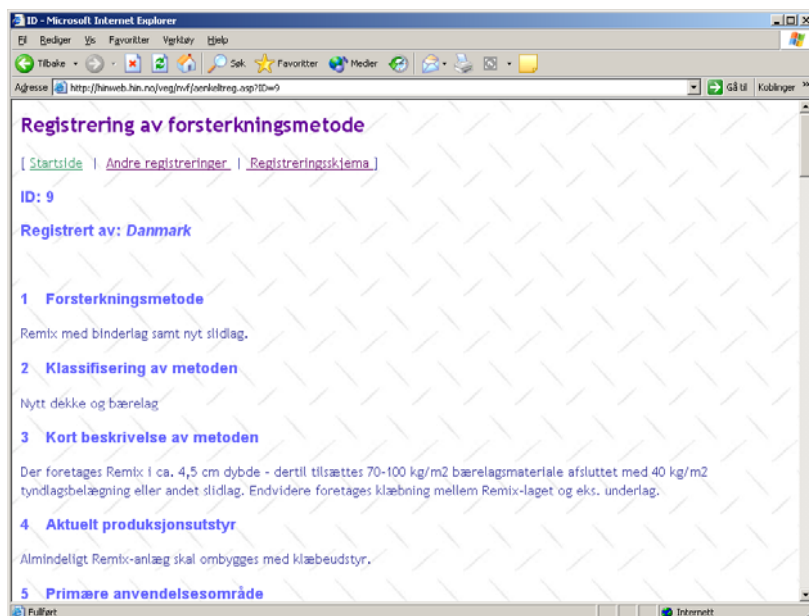 ID - Microsoft Internet Explorer
Fil Rediger Vis Favoritter Verktøy Hjelp
Tilbake Søk Favoritter Medier
Adresse http://hinweb.hin.no/veg/nvf/aenkeltreg.asp?ID=9 Gå til Koblinger »
Registrering av forsterkningsmetode
[ Startside | Andre registreringer | Registreringsskjema ]
ID: 9
Registrert av: Danmark
1 Forsterkningsmetode
Remix med binderlag samt nyt slidlag.
2 Klassifisering av metoden
Nytt dekke og bærelag
3 Kort beskrivelse av metoden
Der foretages Remix i ca. 4,5 cm dybde - dertil tilsættes 70-100 kg/m2 bærelagsmateriale afsluttet med 40 kg/m2
tyndlagsbelægning eller andet slidlag. Endvidere foretages klæbning mellem Remix-laget og eks. underlag.
4 Aktuelt produksjonsutstyr
Almindeligt Remix-anlæg skal ombygges med klæbeudstyr.
5 Primære anvendelsesområde
Fullført Internett